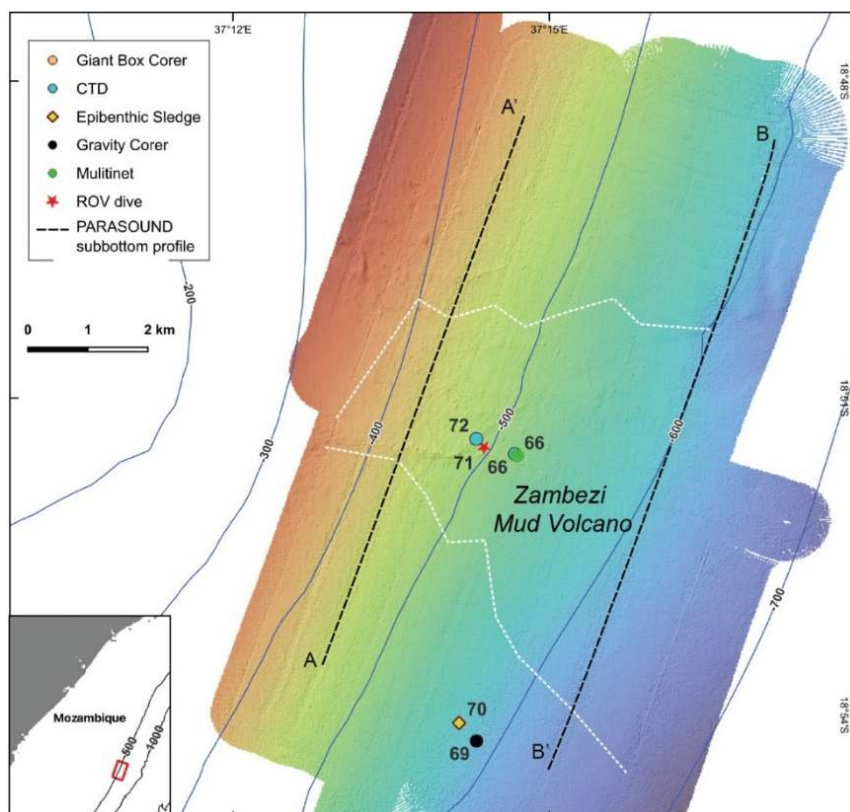 37°12'E
37°15'E
Giant Box Corer
CTD
Epibenthic Sledge
Gravity Corer
Mulitinet
ROV dive
PARASOUND
subbottom profile
18°48'S
A'
B
-200
0 1 2 km
18°51'S
-300
-400
-500
-600
72
71
66
66
Zambezi
Mud Volcano
-700
A
70
69
B'
18°54'S
Mozambique
-500
-1000